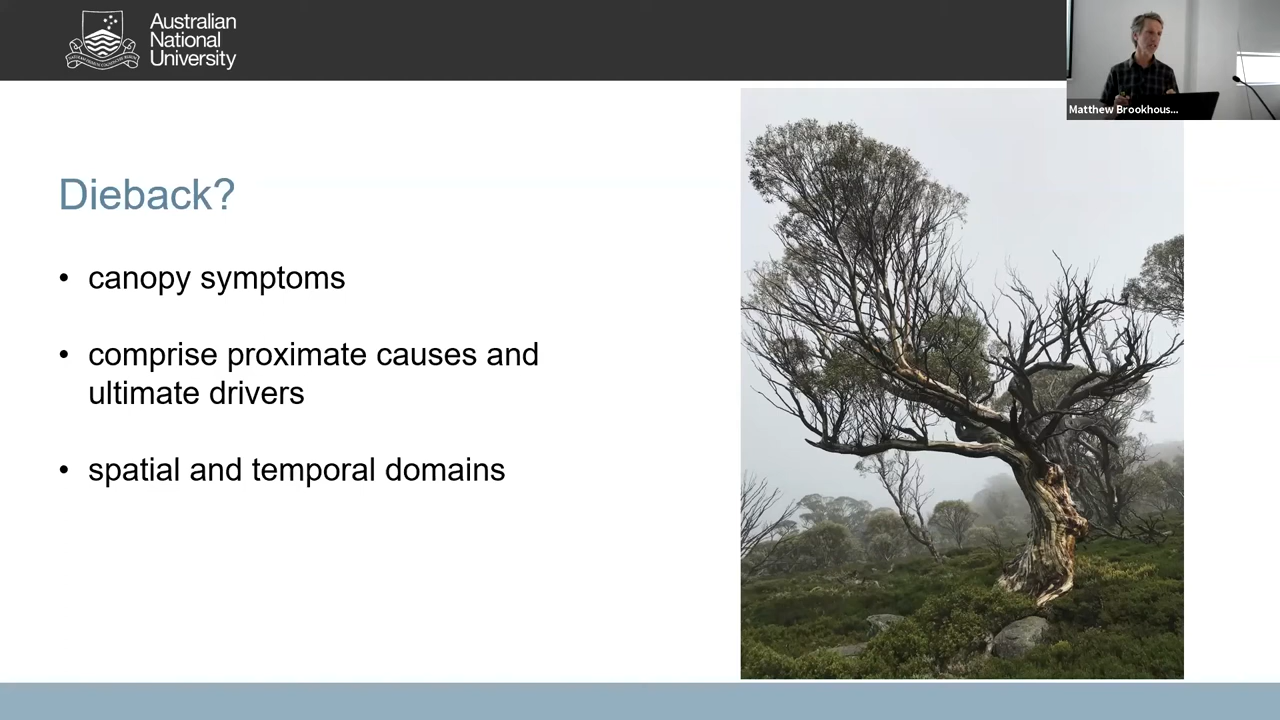 Australian
National
University
Matthew Brookhous...
Dieback?
• canopy symptoms
• comprise proximate causes and
ultimate drivers
• spatial and temporal domains